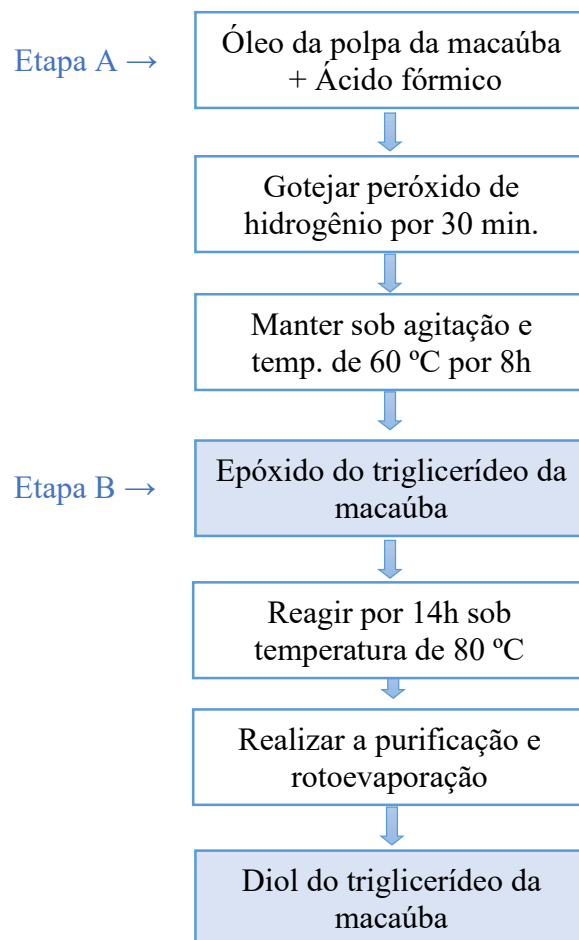 Etapa A →
Óleo da polpa da macaúba
+ Ácido fórmico
Gotejar peróxido de
hidrogênio por 30 min.
Manter sob agitação e
temp. de 60 ºC por 8h
Etapa B →
Epóxido do triglicerídeo da
macaúba
Reagir por 14h sob
temperatura de 80 ºC
Realizar a purificação e
rotoevaporação
Diol do triglicerídeo da
macaúba